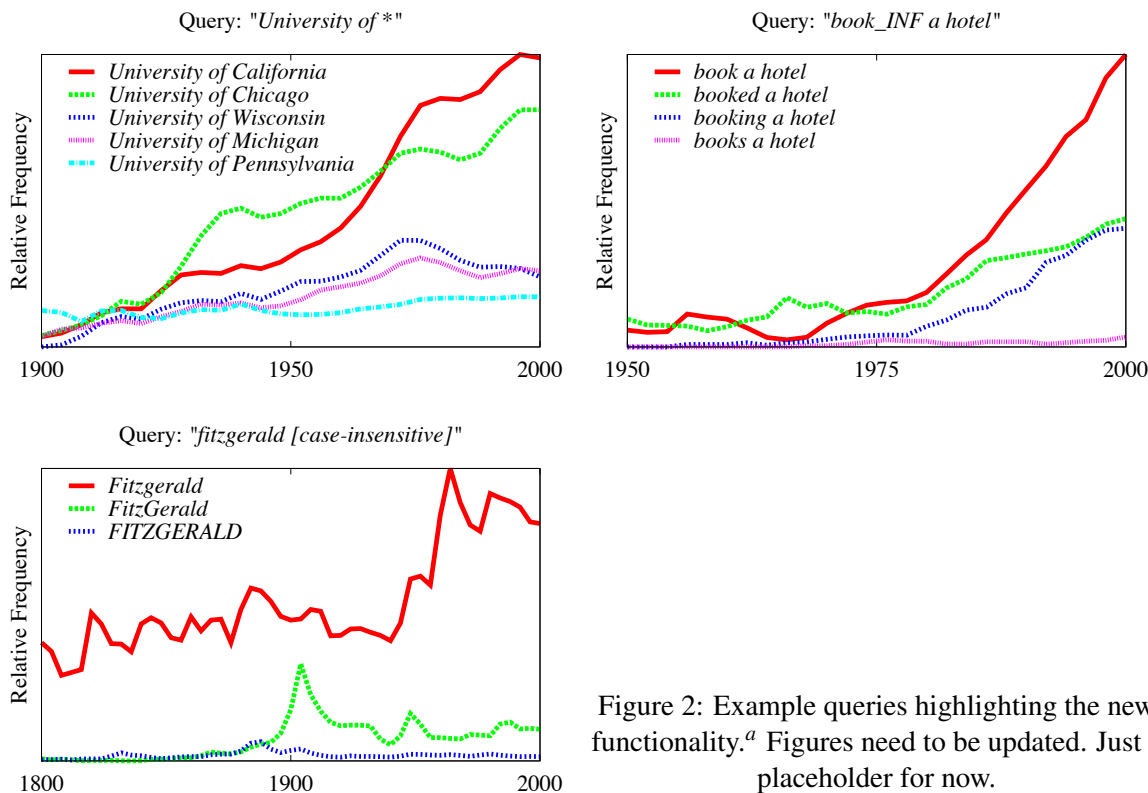 Query: "University of *"
University of California
University of Chicago
University of Wisconsin
University of Michigan
University of Pennsylvania
Relative Frequency
1900
1950
2000
Query: "book_INF a hotel"
book a hotel
booked a hotel
booking a hotel
books a hotel
Relative Frequency
1950
1975
2000
Query: "fitzgerald [case-insensitive]"
Fitzgerald
FitzGerald
FITZGERALD
Relative Frequency
1800
1900
2000
Figure 2: Example queries highlighting the new
functionality.a Figures need to be updated. Just
placeholder for now.